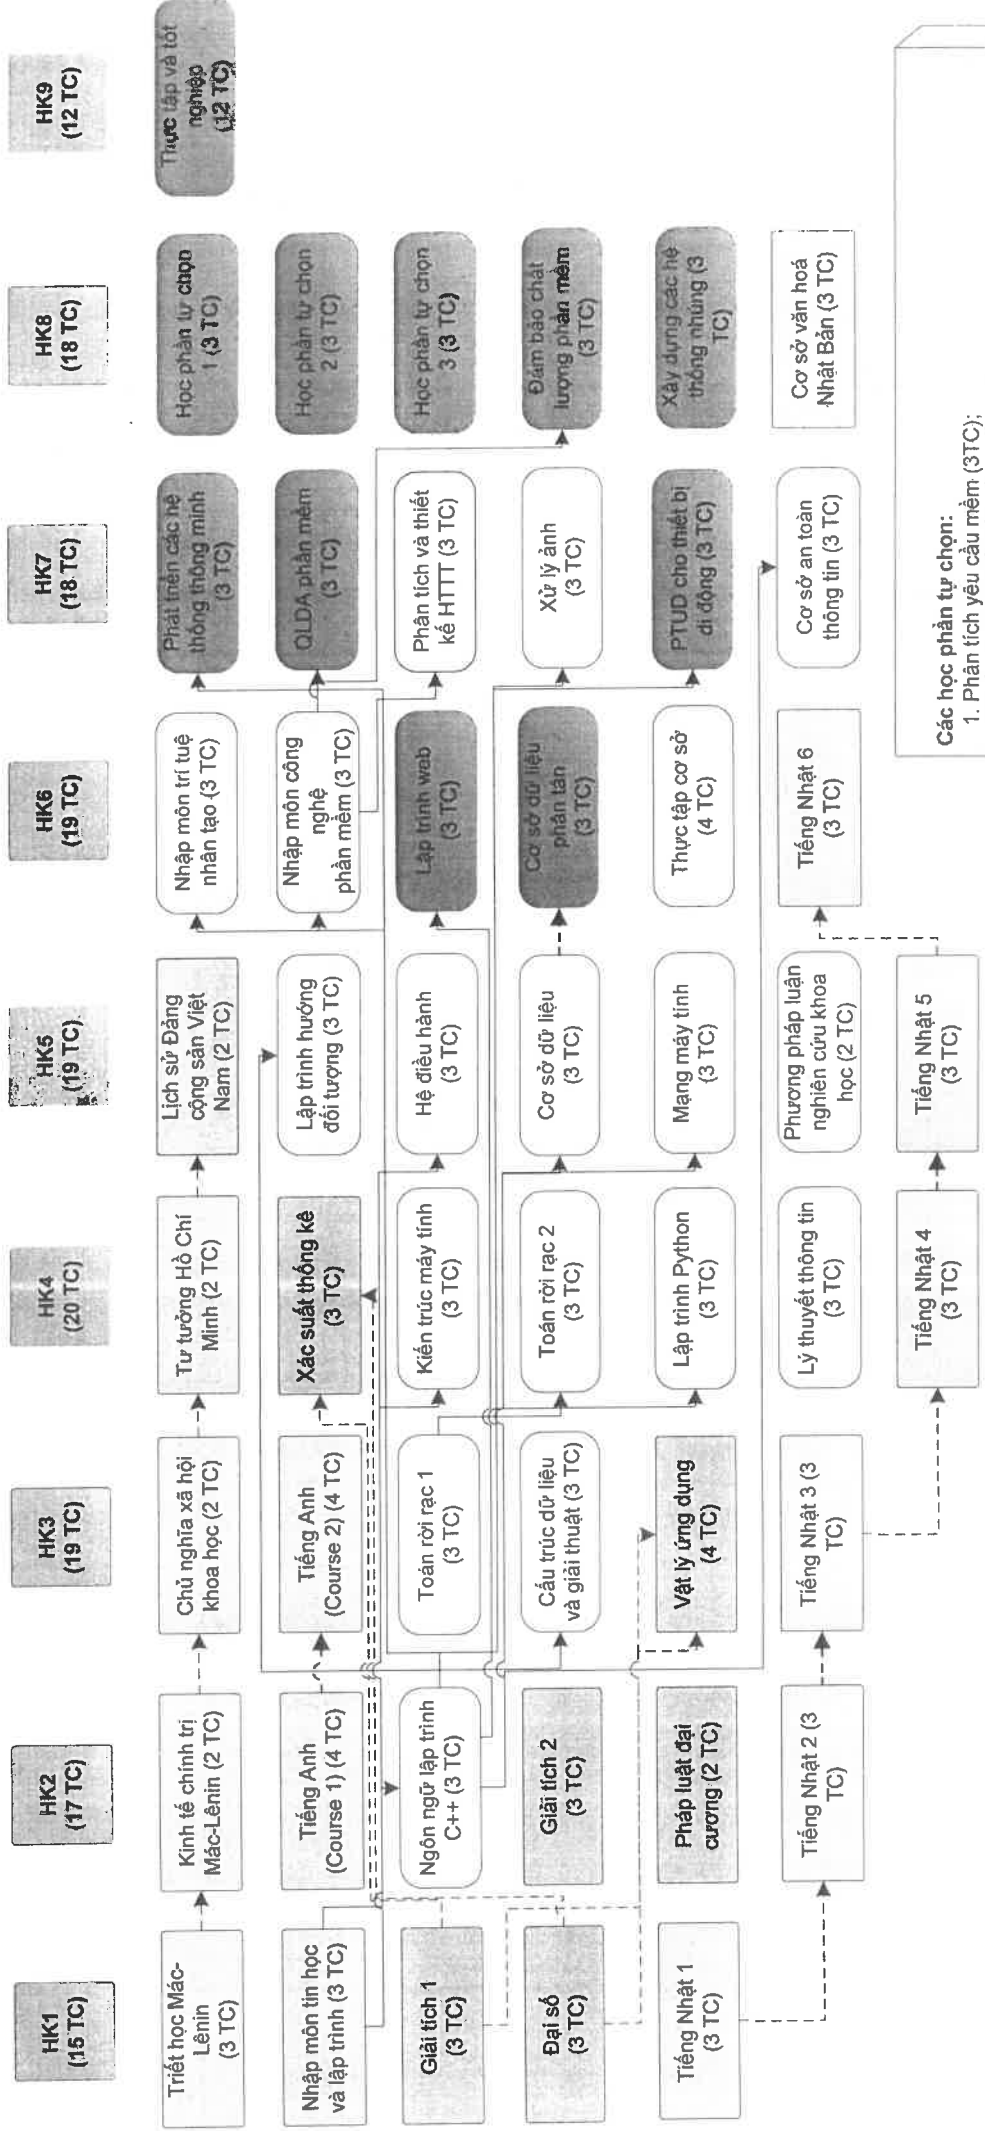 HK1
(15 TC)
Triết học Mác-
Lênin
(3 TC)
Nhập môn tin học
và lập trình (3 TC)
Giải tích 1
(3 TC)
Đại số
(3 TC)
Tiếng Nhật 1
(3 TC)
HK2
(17 TC)
Kinh tế chính trị
Mác-Lênin (2 TC)
Tiếng Anh
(Course 1) (4 TC)
Ngôn ngữ lập trình
C++ (3 TC)
Giải tích 2
(3 TC)
Pháp luật đại
cương (2 TC)
Tiếng Nhật 2 (3
TC)
HK3
(19 TC)
Chủ nghĩa xã hội
khoa học (2 TC)
Tiếng Anh
(Course 2) (4 TC)
Toán rời rạc 1
(3 TC)
Cấu trúc dữ liệu
và giải thuật (3 TC)
Vật lý ứng dụng
(4 TC)
Tiếng Nhật 3 (3
TC)
HK4
(20 TC)
Tư tưởng Hồ Chí
Minh (2 TC)
Xác suất thống kê
(3 TC)
Kiến trúc máy tính
(3 TC)
Toán rời rạc 2
(3 TC)
Lập trình Python
(3 TC)
Lý thuyết thông tin
(3 TC)
Tiếng Nhật 4
(3 TC)
HK5
(19 TC)
Lịch sử Đảng
cộng sản Việt
Nam (2 TC)
Lập trình hướng
đối tượng (3 TC)
Hệ điều hành
(3 TC)
Cơ sở dữ liệu
(3 TC)
Mạng máy tính
(3 TC)
Phương pháp luận
nghiên cứu khoa
học (2 TC)
Tiếng Nhật 5
(3 TC)
HK6
(19 TC)
Nhập môn trí tuệ
nhân tạo (3 TC)
Nhập môn công
nghệ
phần mềm (3 TC)
Lập trình web
(3 TC)
Cơ sở dữ liệu
phân tán
(3 TC)
Thực tập cơ sở
(4 TC)
Tiếng Nhật 6
(3 TC)
HK7
(18 TC)
Phát triển các hệ
thống thông minh
(3 TC)
QLDA phần mềm
(3 TC)
Phân tích và thiết
kế HTTT (3 TC)
Xử lý ảnh
(3 TC)
PTUD cho thiết bị
di động (3 TC)
Cơ sở an toàn
thông tin (3 TC)
HK8
(18 TC)
Học phần tự chọn
1 (3 TC)
Học phần tự chọn
2 (3 TC)
Học phần tự chọn
3 (3 TC)
Đảm bảo chất
lượng phần mềm
(3 TC)
Xây dựng các hệ
thống nhúng (3
TC)
Cơ sở văn hoá
Nhật Bản (3 TC)
HK9
(12 TC)
Thực tập và tốt
nghiệp
(12 TC)
Các học phần tự chọn:
1. Phân tích yêu cầu mềm (3TC);